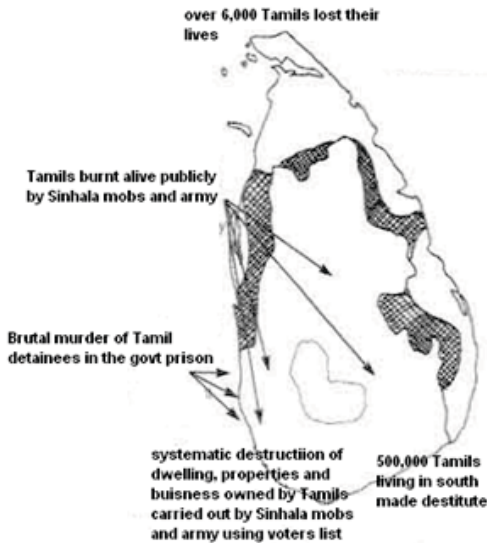 over 6,000 Tamils lost their
lives
Tamils burnt alive publicly
by Sinhala mobs and army
Brutal murder of Tamil
detainees in the govt prison
systematic destructiion of
dwelling, properties and
buisness owned by Tamils
carried out by Sinhala mobs
and army using voters list
500,000 Tamils
living in south
made destitute